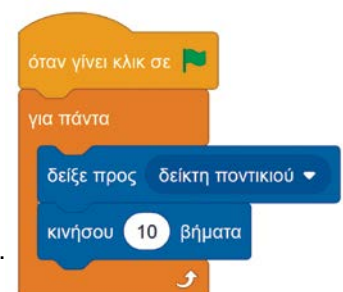 όταν γίνει κλικ σε
για πάντα
δείξε προς δείκτη ποντικιού
κινήσου 10 βήματα
.